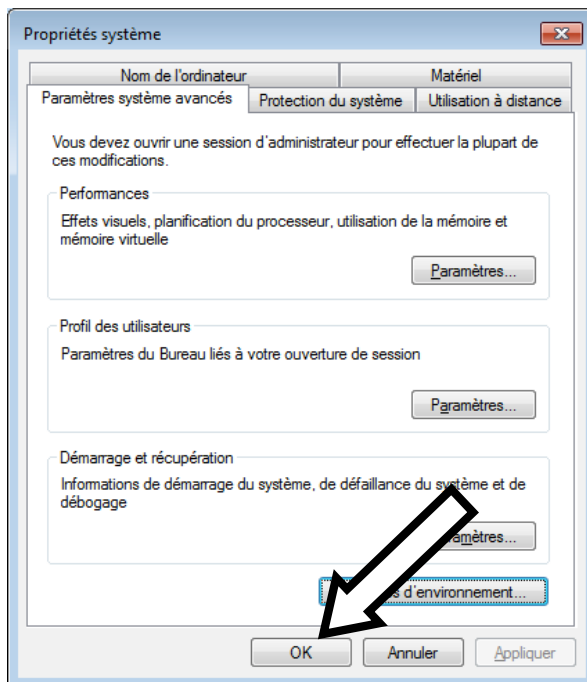 Propriétés système
Nom de l'ordinateur
Matériel
Paramètres système avancés
Protection du système
Utilisation à distance
Vous devez ouvrir une session d'administrateur pour effectuer la plupart de
ces modifications.
Performances
Effets visuels, planification du processeur, utilisation de la mémoire et
mémoire virtuelle
Paramètres...
Profil des utilisateurs
Paramètres du Bureau liés à votre ouverture de session
Paramètres...
Démarrage et récupération
Informations de démarrage du système, de défaillance du système et de
débogage
amètres...
d'environnement...
OK
Annuler
Appliquer